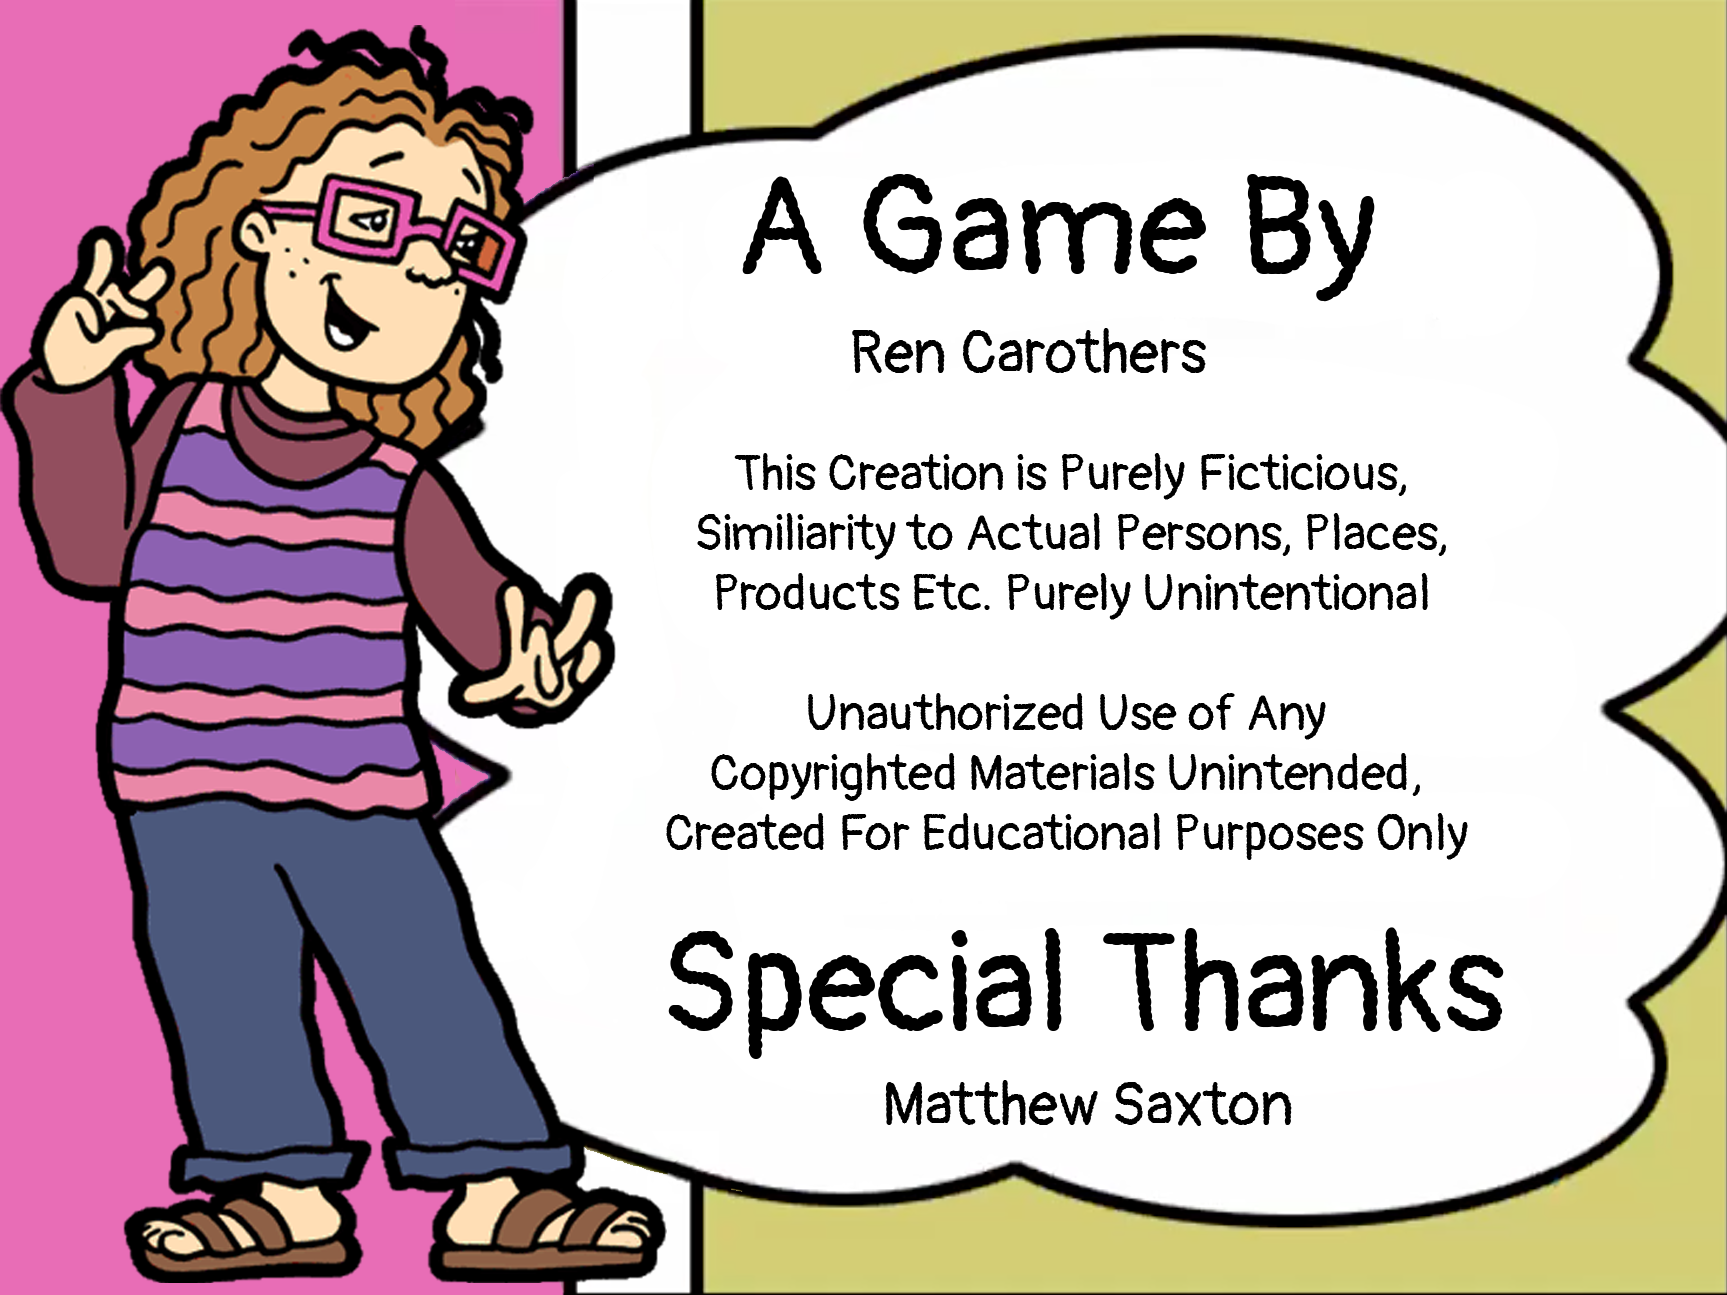 A Game By
Ren Carothers
This Creation is Purely Ficticious,
Similiarity to Actual Persons, Places,
Products Etc. Purely Unintentional
Unauthorized Use of Any
Copyrighted Materials Unintended,
Created For Educational Purposes Only
Special Thanks
Matthew Saxton